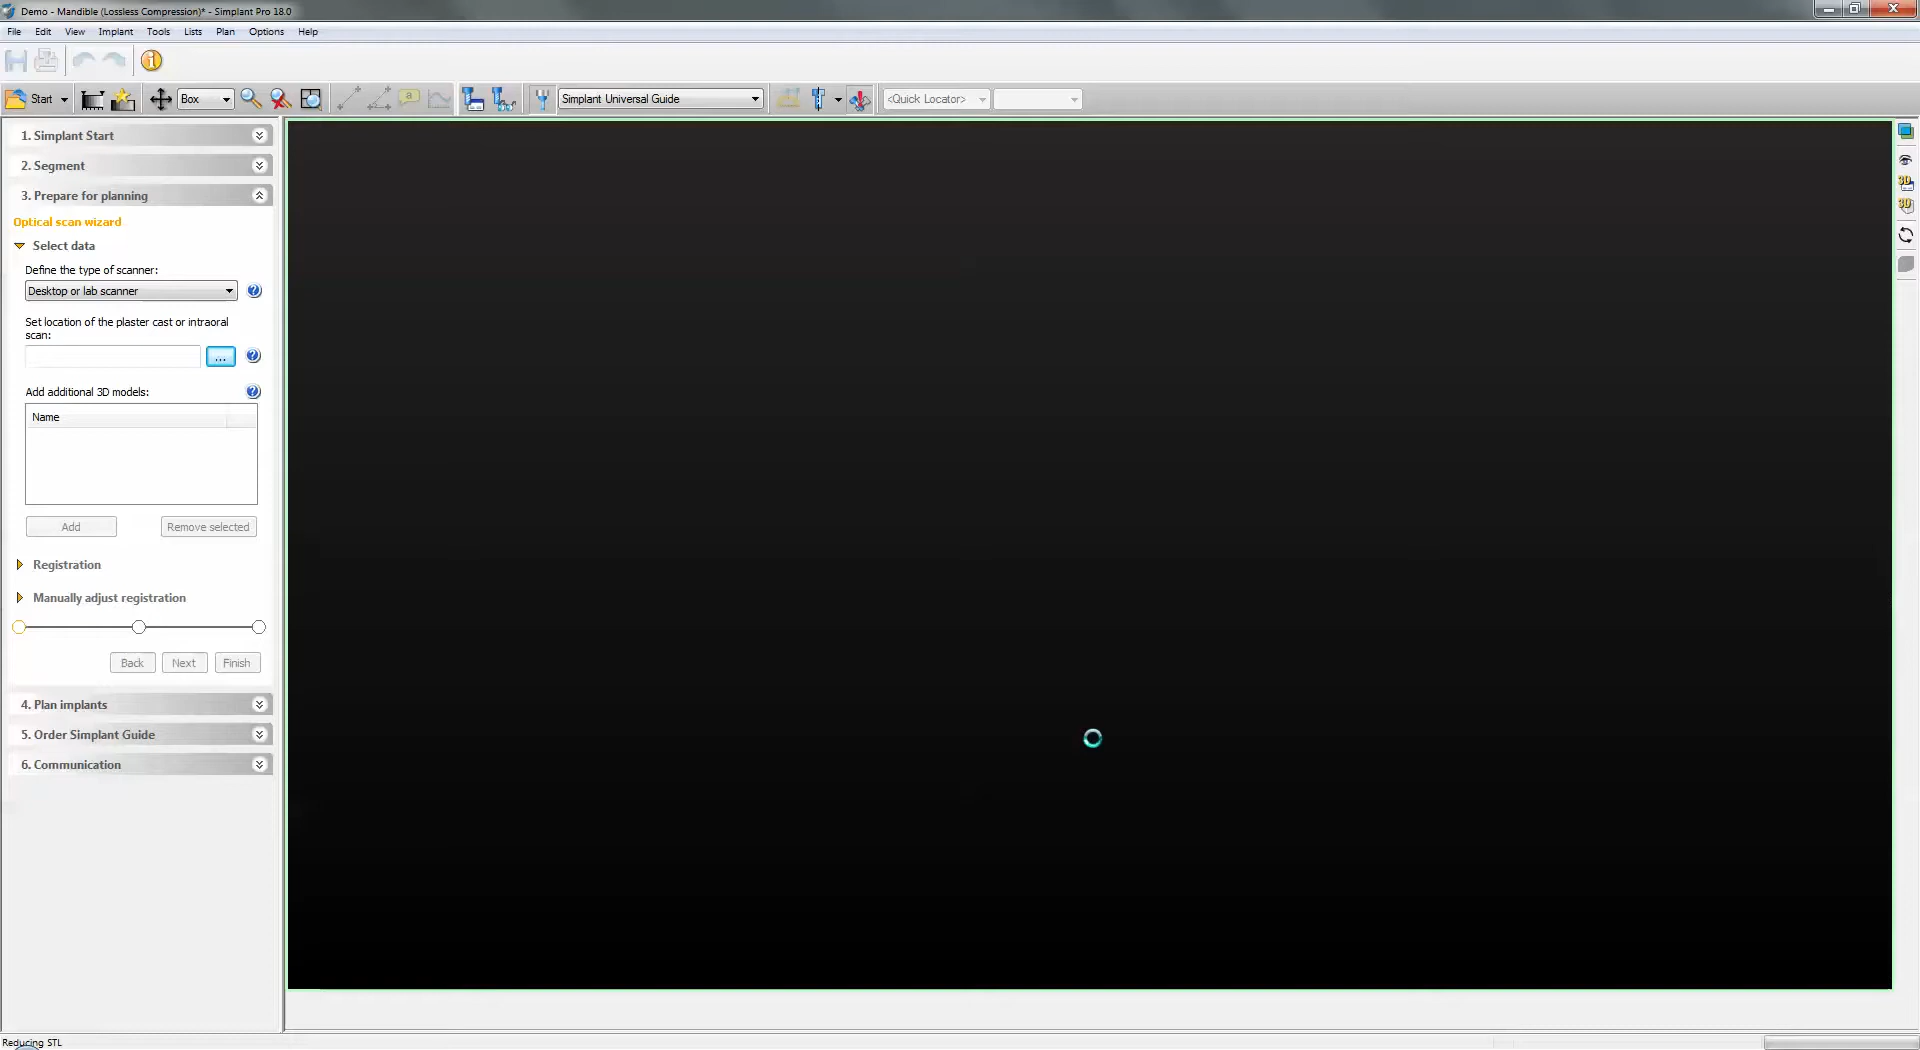 Demo - Mandible (Lossless Compression)* - Simplant Pro 18.0
File Edit View Implant Tools Lists Plan Options Help
Start Box Simplant Universal Guide <Quick Locator>
1. Simplant Start
2. Segment
3. Prepare for planning
Optical scan wizard
Select data
Define the type of scanner:
Desktop or lab scanner
Set location of the plaster cast or intraoral
scan:
...
Add additional 3D models:
Name
Add Remove selected
Registration
Manually adjust registration
Back Next Finish
4. Plan implants
5. Order Simplant Guide
6. Communication
3D
3D
Reducing STL